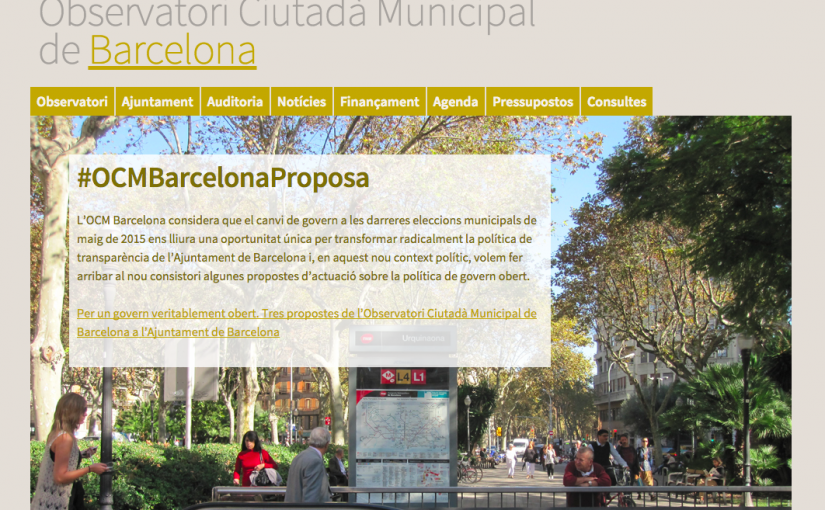 Observatori Ciutadà Municipal
de Barcelona
Observatori Ajuntament Auditoria Notícies Finançament Agenda Pressupostos Consultes
#OCMBarcelonaProposa
L'OCM Barcelona considera que el canvi de govern a les darreres eleccions municipals de
maig de 2015 ens lliura una oportunitat única per transformar radicalment la política de
transparència de l'Ajuntament de Barcelona i, en aquest nou context polític, volem fer
arribar al nou consistori algunes propostes d'actuació sobre la política de govern obert.
Per un govern veritablement obert. Tres propostes de l'Observatori Ciutadà Municipal de
Barcelona a l'Ajuntament de Barcelona
L4 L1